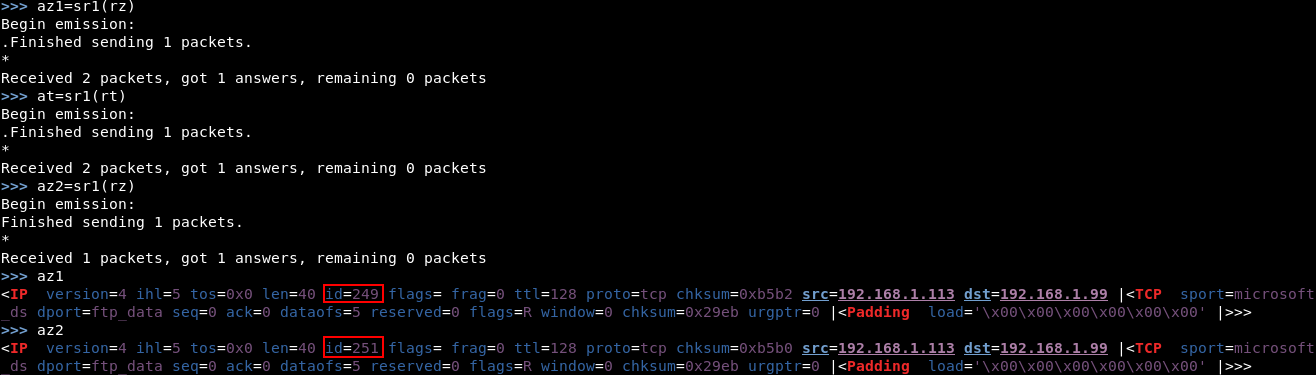 >>> az1=sr1(rz)
Begin emission:
.Finished sending 1 packets.
*
Received 2 packets, got 1 answers, remaining 0 packets
>>> at=sr1(rt)
Begin emission:
.Finished sending 1 packets.
*
Received 2 packets, got 1 answers, remaining 0 packets
>>> az2=sr1(rz)
Begin emission:
Finished sending 1 packets.
*
Received 1 packets, got 1 answers, remaining 0 packets
>>> az1
<IP  version=4 ihl=5 tos=0x0 len=40 id=249 flags= frag=0 ttl=128 proto=tcp chksum=0xb5b2 src=192.168.1.113 dst=192.168.1.99 |<TCP  sport=microsoft
_ds dport=ftp_data seq=0 ack=0 dataofs=5 reserved=0 flags=R window=0 chksum=0x29eb urgptr=0 |<Padding  load='\x00\x00\x00\x00\x00\x00' |>>>
>>> az2
<IP  version=4 ihl=5 tos=0x0 len=40 id=251 flags= frag=0 ttl=128 proto=tcp chksum=0xb5b0 src=192.168.1.113 dst=192.168.1.99 |<TCP  sport=microsoft
_ds dport=ftp_data seq=0 ack=0 dataofs=5 reserved=0 flags=R window=0 chksum=0x29eb urgptr=0 |<Padding  load='\x00\x00\x00\x00\x00\x00' |>>>